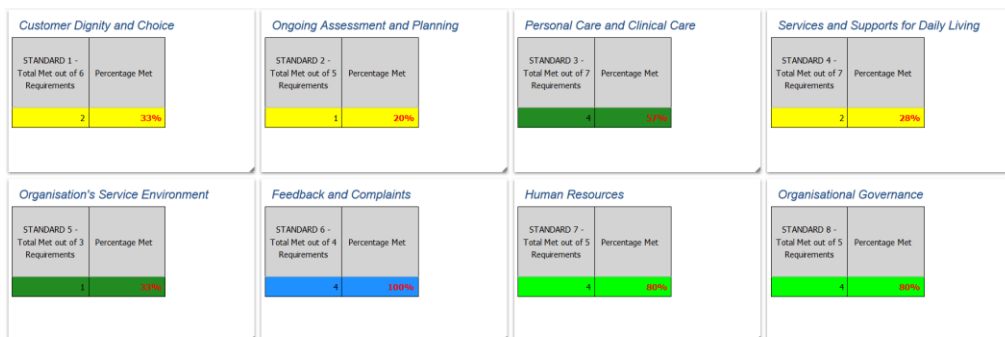 Customer Dignity and Choice
STANDARD 1 -
Total Met out of 6
Requirements
Percentage Met
2 33%
Ongoing Assessment and Planning
STANDARD 2 -
Total Met out of 5
Requirements
Percentage Met
1 20%
Personal Care and Clinical Care
STANDARD 3 -
Total Met out of 7
Requirements
Percentage Met
4 57%
Services and Supports for Daily Living
STANDARD 4 -
Total Met out of 7
Requirements
Percentage Met
2 28%
Organisation's Service Environment
STANDARD 5 -
Total Met out of 3
Requirements
Percentage Met
1 33%
Feedback and Complaints
STANDARD 6 -
Total Met out of 4
Requirements
Percentage Met
4 100%
Human Resources
STANDARD 7 -
Total Met out of 5
Requirements
Percentage Met
4 80%
Organisational Governance
STANDARD 8 -
Total Met out of 5
Requirements
Percentage Met
4 80%